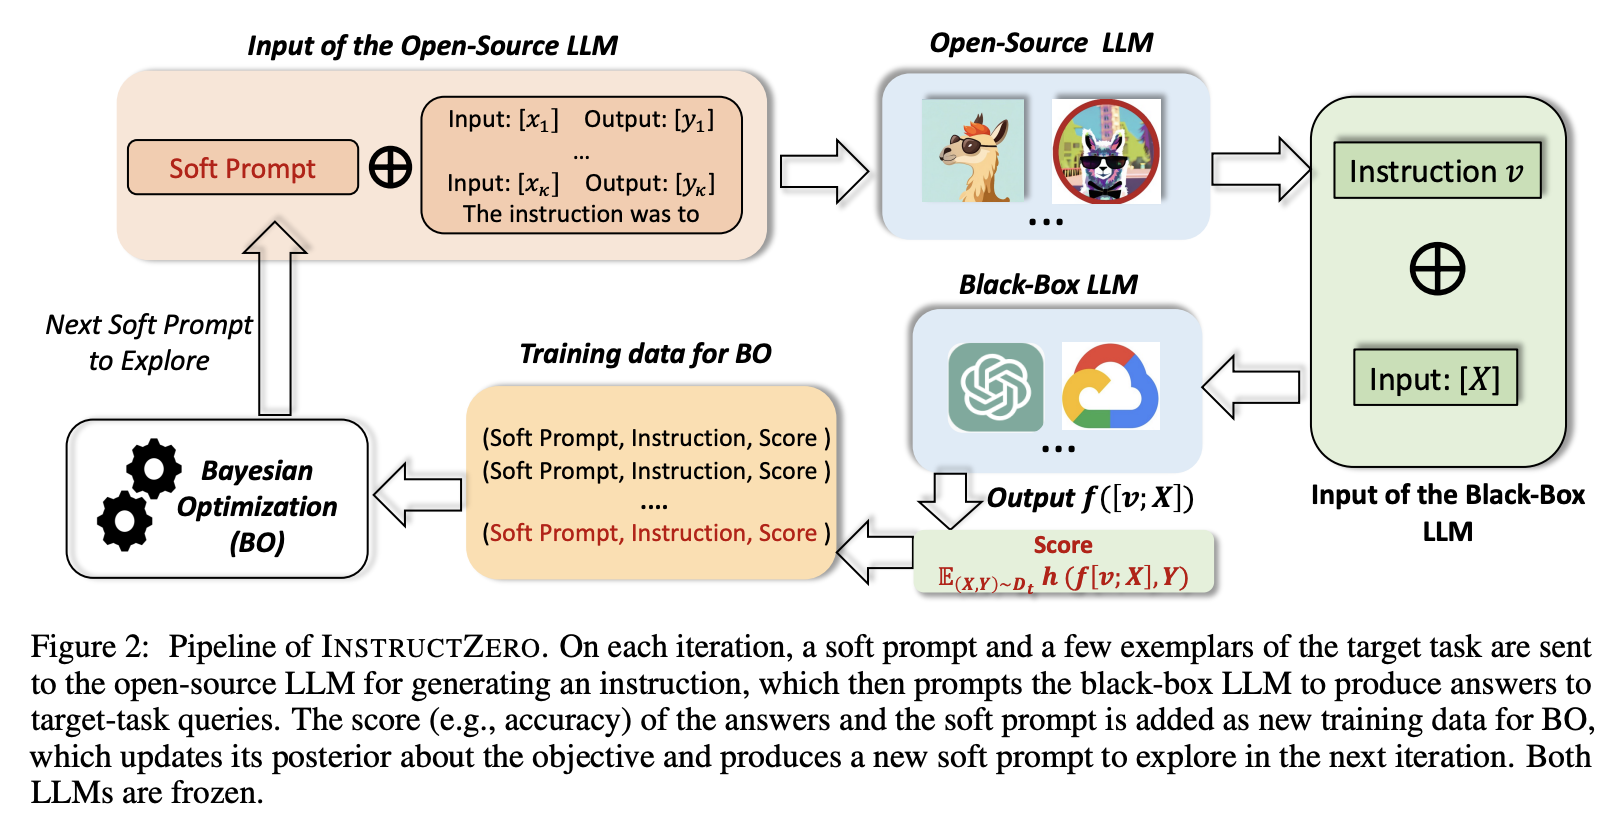 Input of the Open-Source LLM
Soft Prompt
⊕
Input: [x₁] Output: [y₁]
...
Input: [x_κ] Output: [y_κ]
The instruction was to
Open-Source LLM
...
Instruction v
⊕
Input: [X]
Input of the Black-Box
LLM
Black-Box LLM
...
Output f([v; X])
Score
𝔼_{(X,Y)~D_t} h (f[v; X], Y)
Training data for BO
(Soft Prompt, Instruction, Score )
(Soft Prompt, Instruction, Score )
....
(Soft Prompt, Instruction, Score )
Bayesian
Optimization
(BO)
Next Soft Prompt
to Explore
Figure 2: Pipeline of INSTRUCTZERO. On each iteration, a soft prompt and a few exemplars of the target task are sent
to the open-source LLM for generating an instruction, which then prompts the black-box LLM to produce answers to
target-task queries. The score (e.g., accuracy) of the answers and the soft prompt is added as new training data for BO,
which updates its posterior about the objective and produces a new soft prompt to explore in the next iteration. Both
LLMs are frozen.